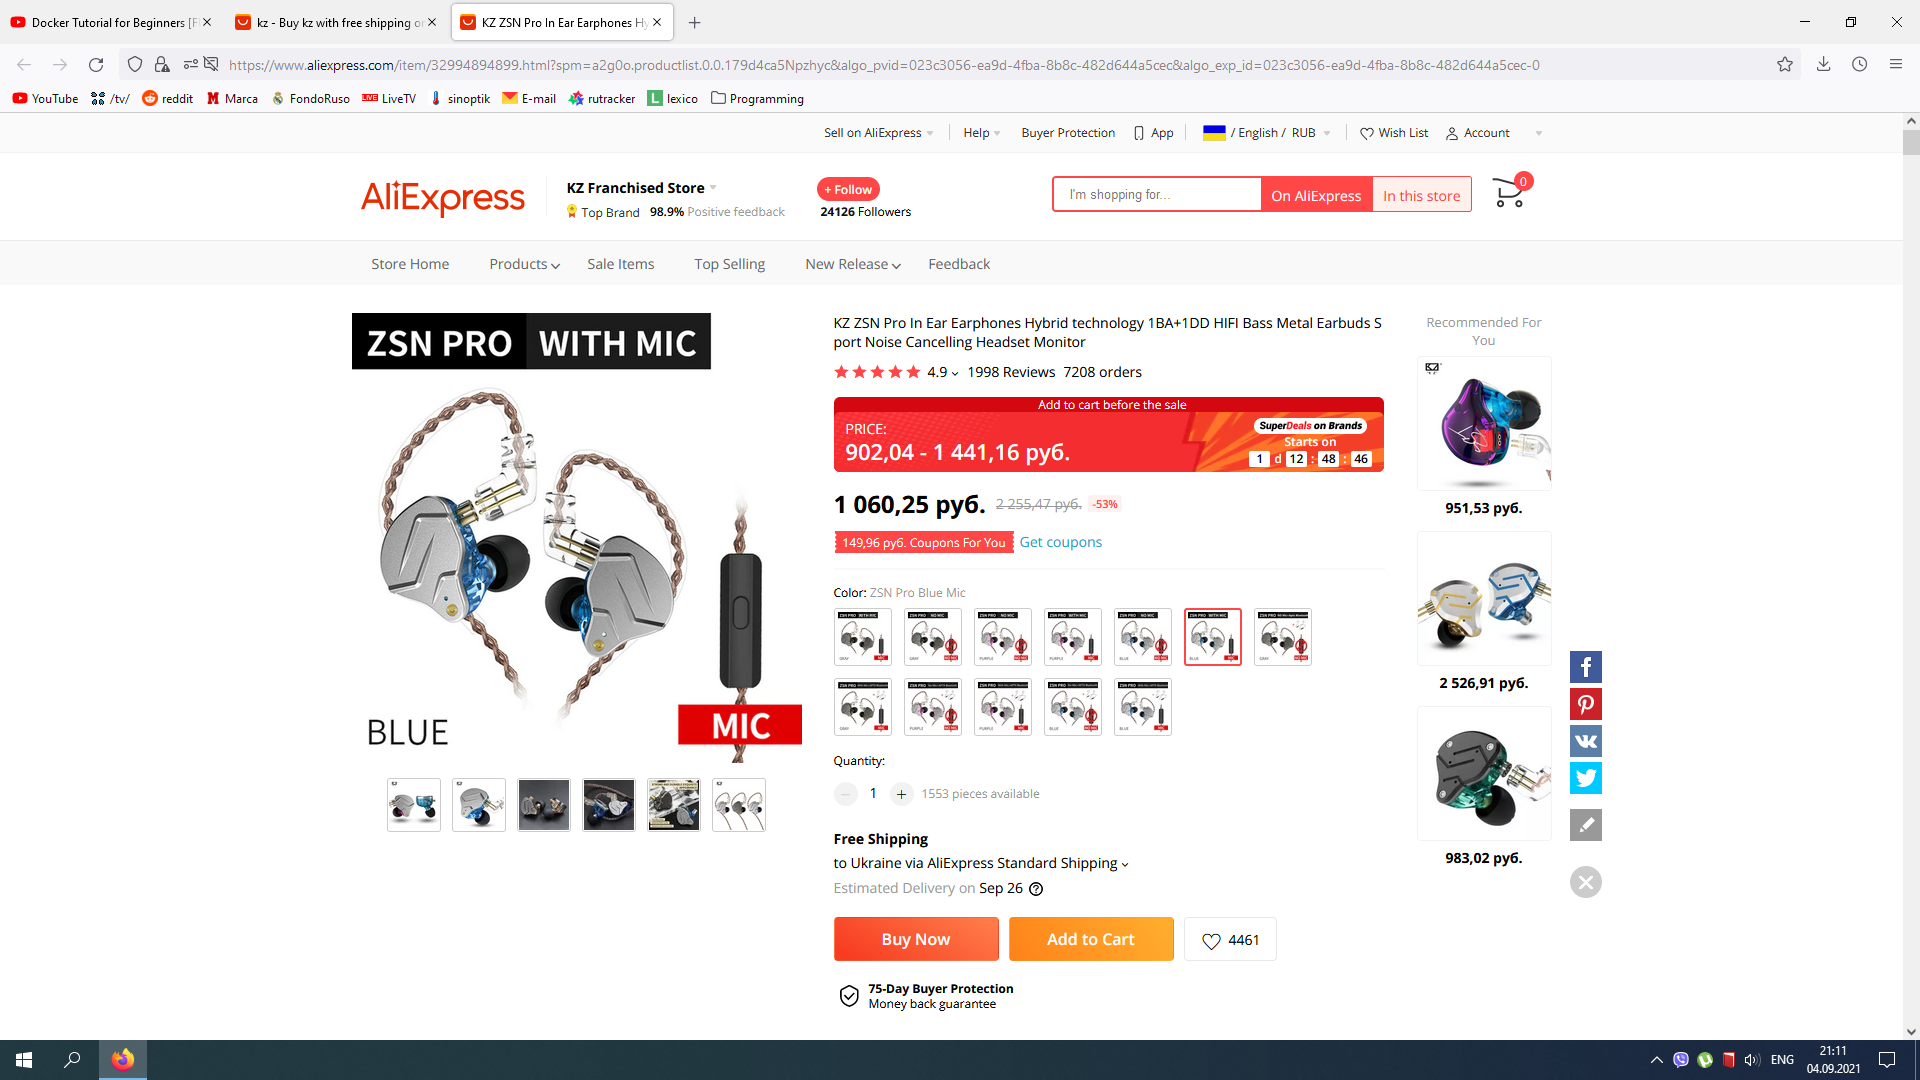 Docker Tutorial for Beginners [F
kz - Buy kz with free shipping on
KZ ZSN Pro In Ear Earphones Hy
https://www.aliexpress.com/item/32994894899.html?spm=a2g0o.productlist.0.0.179d4ca5Npzhyc&algo_pvid=023c3056-ea9d-4fba-8b8c-482d644a5cec&algo_exp_id=023c3056-ea9d-4fba-8b8c-482d644a5cec-0
YouTube /tv/ reddit Marca FondoRuso LiveTV sinoptik E-mail rutracker lexico Programming
Sell on AliExpress Help Buyer Protection App / English / RUB Wish List Account
AliExpress
KZ Franchised Store
Top Brand 98.9% Positive feedback
+ Follow
24126 Followers
I'm shopping for...
On AliExpress
In this store
0
Store Home Products Sale Items Top Selling New Release Feedback
ZSN PRO WITH MIC
BLUE
MIC
KZ ZSN Pro In Ear Earphones Hybrid technology 1BA+1DD HIFI Bass Metal Earbuds S
port Noise Cancelling Headset Monitor
4.9 1998 Reviews 7208 orders
Add to cart before the sale
PRICE:
902,04 - 1 441,16 руб.
SuperDeals on Brands
Starts on
1 d 12 : 48 : 46
1 060,25 руб. 2 255,47 руб. -53%
149,96 руб. Coupons For You Get coupons
Color: ZSN Pro Blue Mic
Quantity:
1 1553 pieces available
Free Shipping
to Ukraine via AliExpress Standard Shipping
Estimated Delivery on Sep 26
Buy Now
Add to Cart
4461
75-Day Buyer Protection
Money back guarantee
Recommended For
You
951,53 руб.
2 526,91 руб.
983,02 руб.
ENG
21:11
04.09.2021